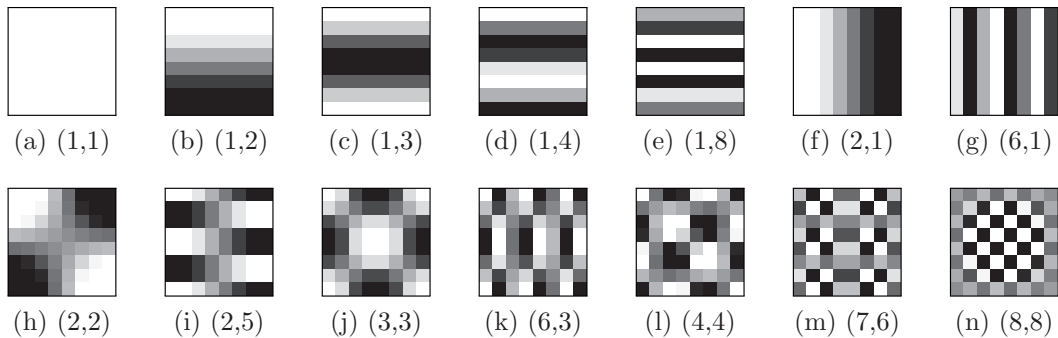 (a) (1,1) (b) (1,2) (c) (1,3) (d) (1,4) (e) (1,8) (f) (2,1) (g) (6,1)
(h) (2,2) (i) (2,5) (j) (3,3) (k) (6,3) (l) (4,4) (m) (7,6) (n) (8,8)